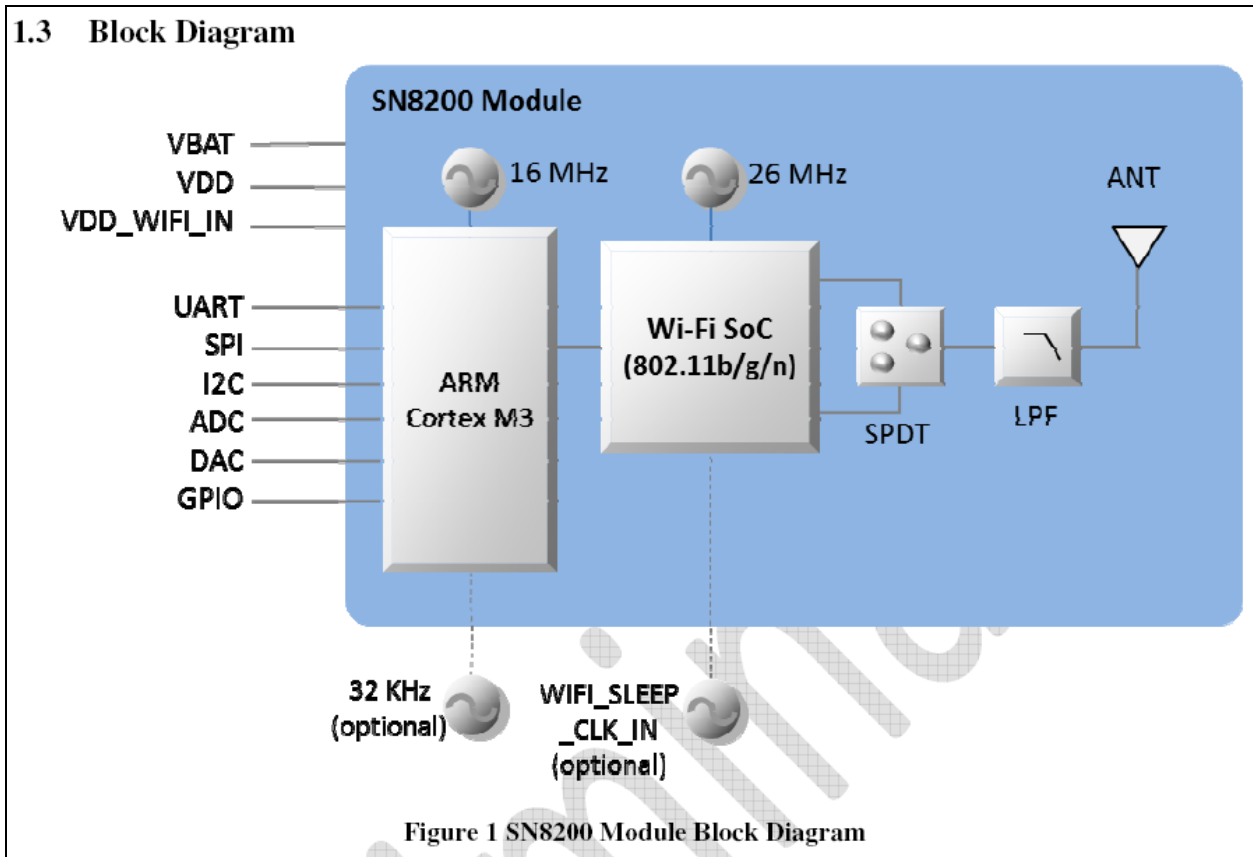 1.3 Block Diagram
SN8200 Module
VBAT
VDD
VDD_WIFI_IN
16 MHz
26 MHz
ANT
UART
SPI
I2C
ADC
DAC
GPIO
ARM
Cortex M3
Wi-Fi SoC
(802.11b/g/n)
SPDT
LPF
32 KHz
(optional)
WIFI_SLEEP
_CLK_IN
(optional)
Figure 1 SN8200 Module Block Diagram